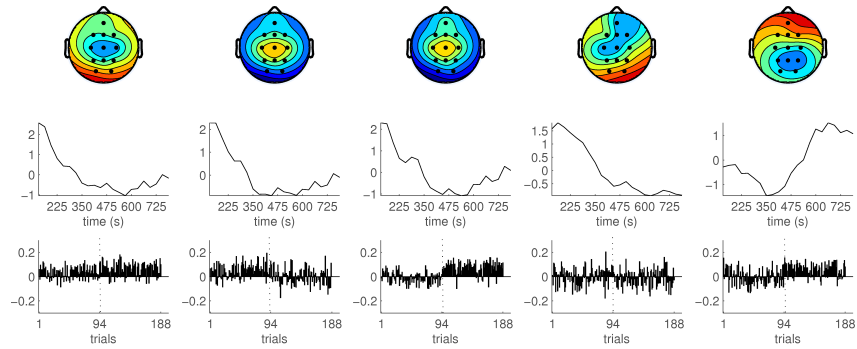 2 2 2 1.5 1
1 1 1 1.0 0
0 0 0 0.5 −1
−1 0
−0.5
225 350 475 600 725 225 350 475 600 725 225 350 475 600 725 225 350 475 600 725 225 350 475 600 725
time (s) time (s) time (s) time (s) time (s)
0.2 0.2 0.2 0.2 0.2
0 0 0 0 0
−0.2 −0.2 −0.2 −0.2 −0.2
1 94 188 1 94 188 1 94 188 1 94 188 1 94 188
trials trials trials trials trials